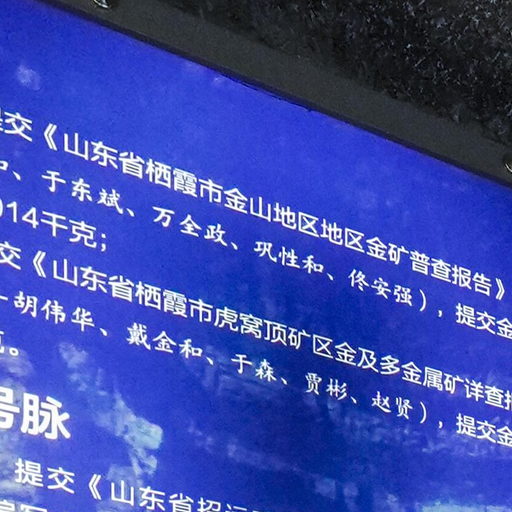 提交《山东省栖霞市金山地区地区金矿普查报告》
、于东斌、万全政、巩性和、佟安强），提交金
014千克；
交《山东省栖霞市虎窝顶矿区金及多金属矿详查报
胡伟华、戴金和、于森、贾彬、赵贤），提交金
。
号脉
提交《山东省招远